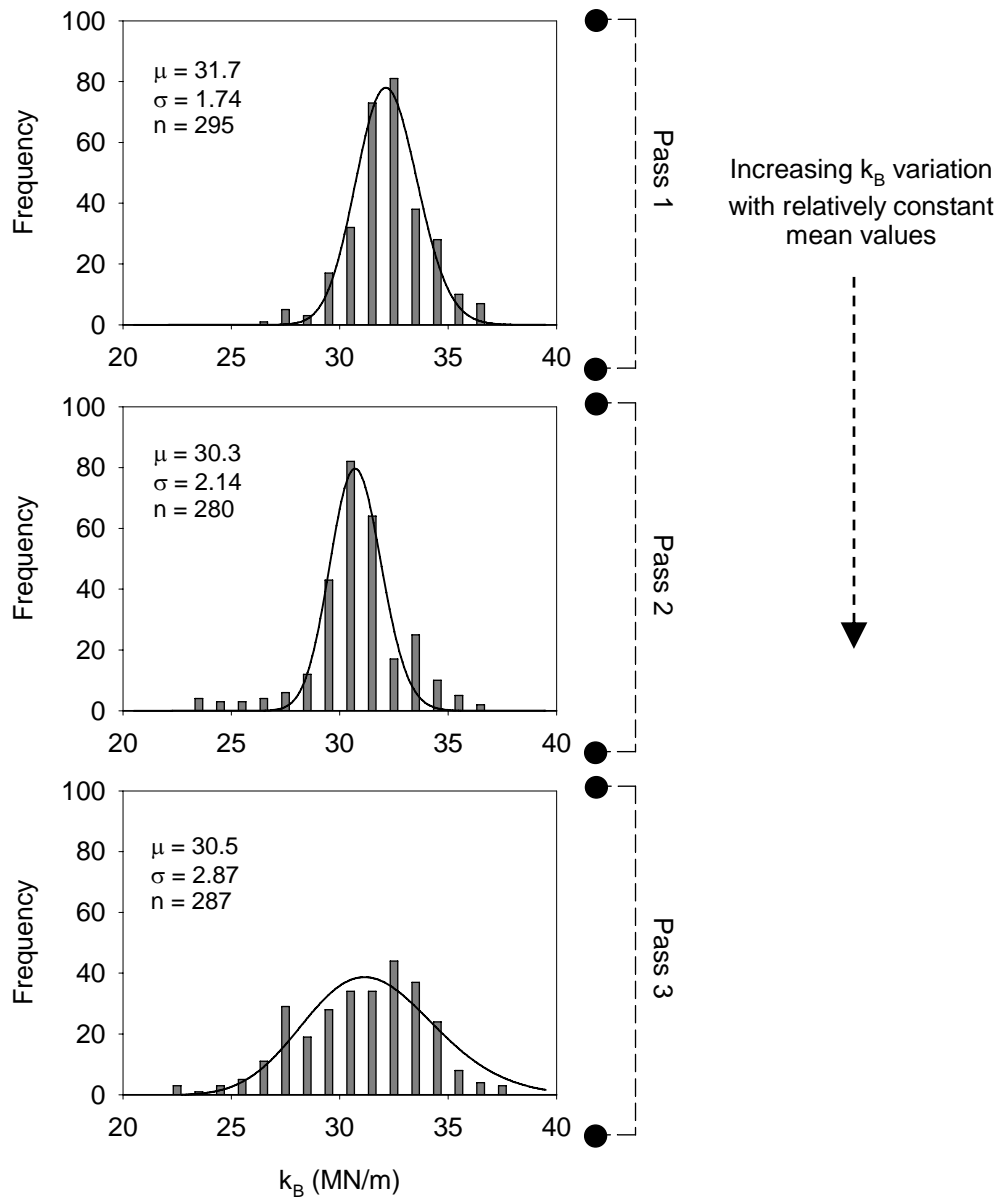 100
80
60
40
20
0
Frequency
μ = 31.7
σ = 1.74
n = 295
20 25 30 35 40
Pass 1
Increasing k_B variation
with relatively constant
mean values
100
80
60
40
20
0
Frequency
μ = 30.3
σ = 2.14
n = 280
20 25 30 35 40
Pass 2
100
80
60
40
20
0
Frequency
μ = 30.5
σ = 2.87
n = 287
20 25 30 35 40
Pass 3
k_B (MN/m)